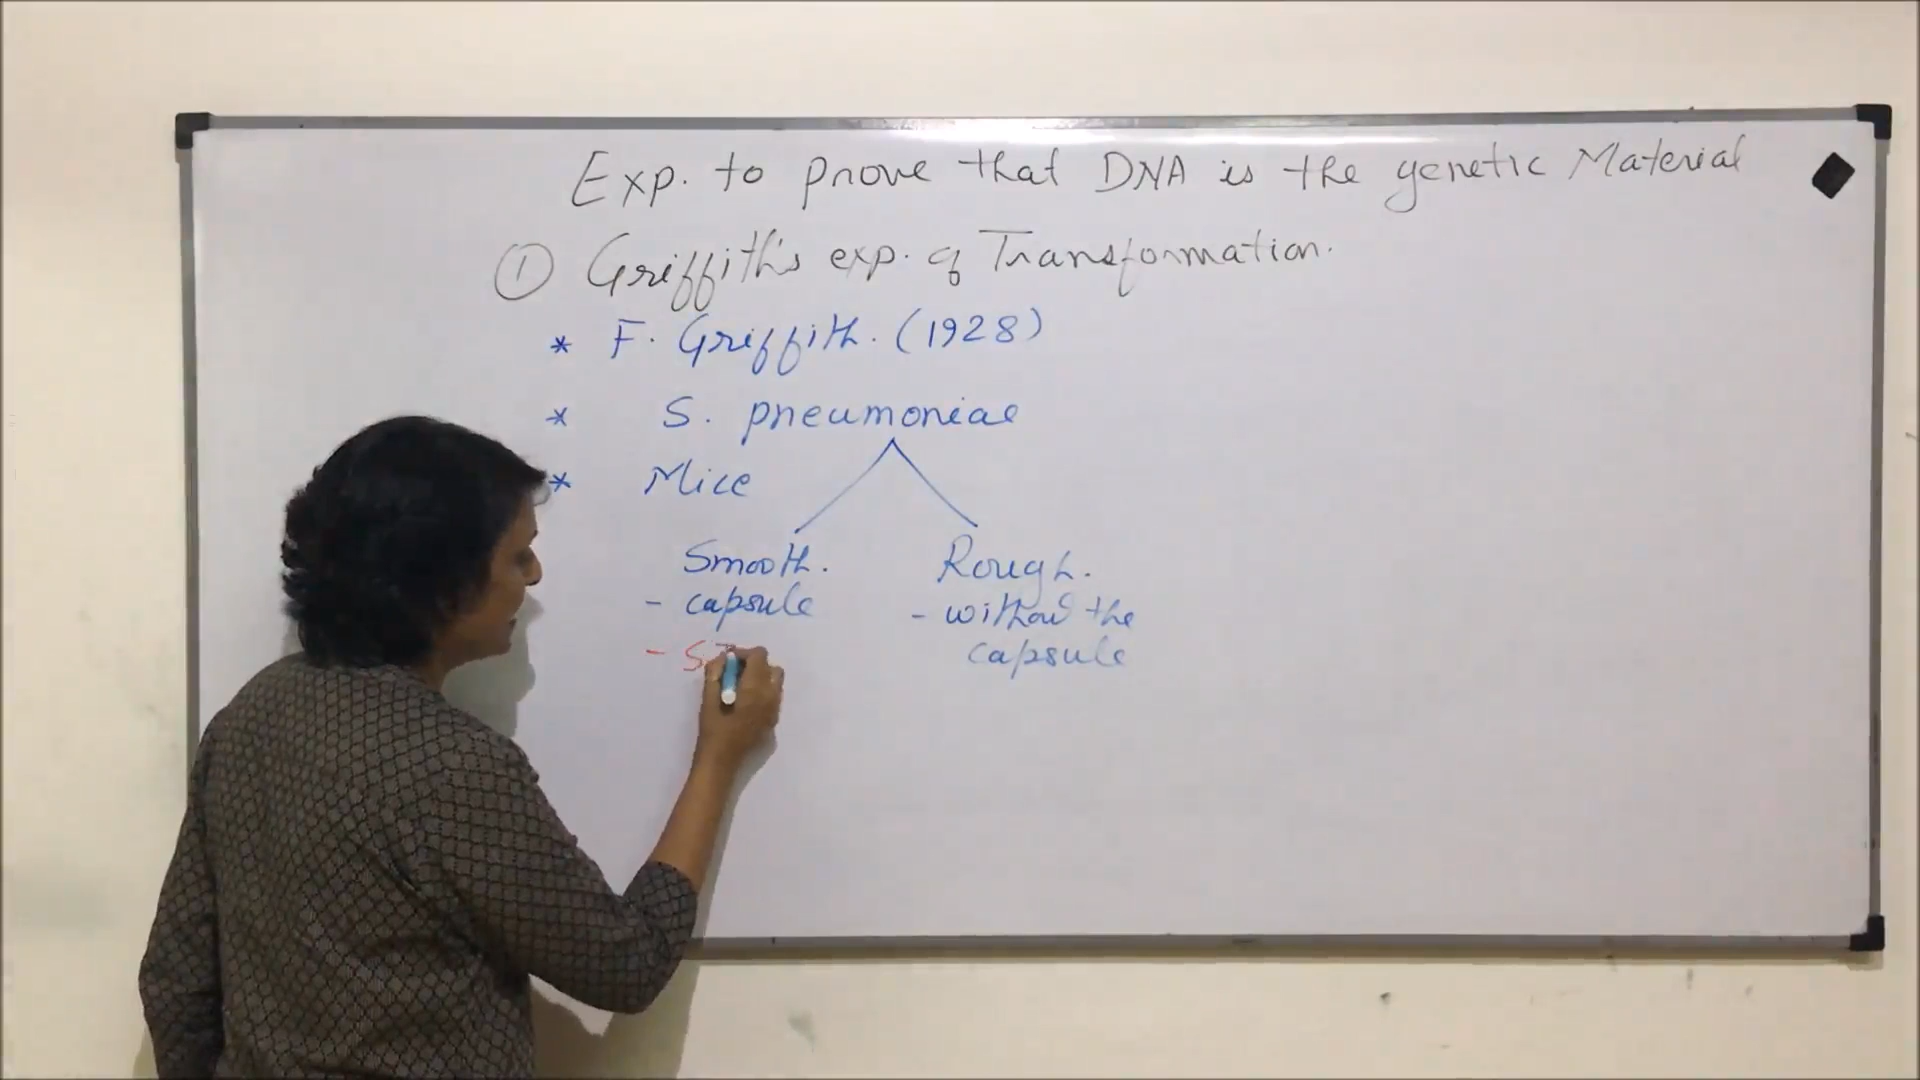 Exp. to prove that DNA is the genetic Material
① Griffith's exp. of Transformation.
* F. Griffith. (1928)
* S. pneumoniae
* Mice
Smooth. Rough.
- capsule - without the
capsule
- S